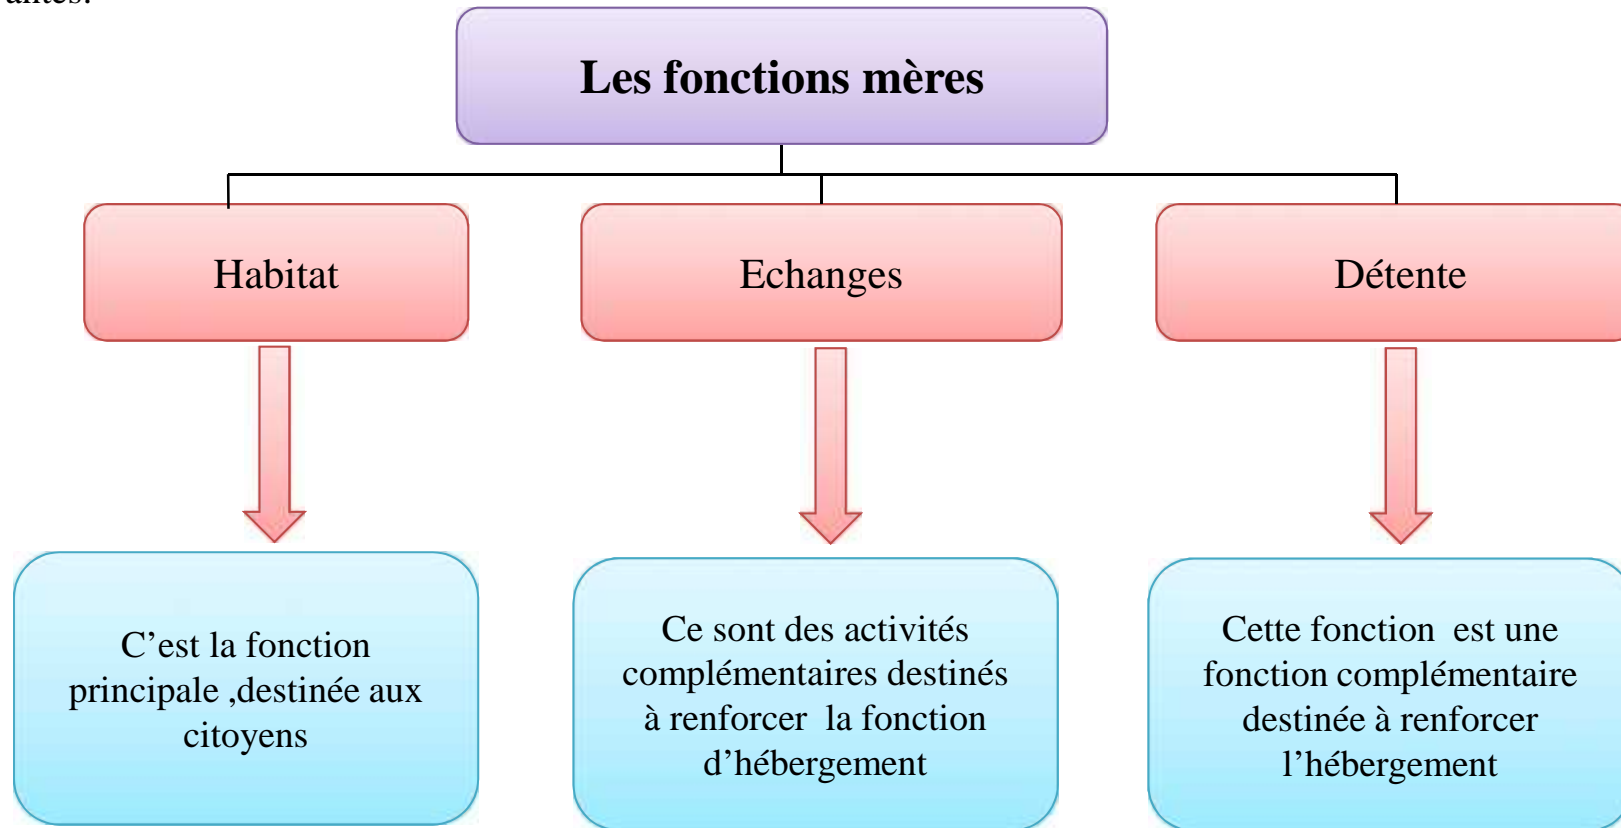 antes.
Les fonctions mères
Habitat
Echanges
Détente
C’est la fonction
principale ,destinée aux
citoyens
Ce sont des activités
complémentaires destinés
à renforcer la fonction
d’hébergement
Cette fonction est une
fonction complémentaire
destinée à renforcer
l’hébergement